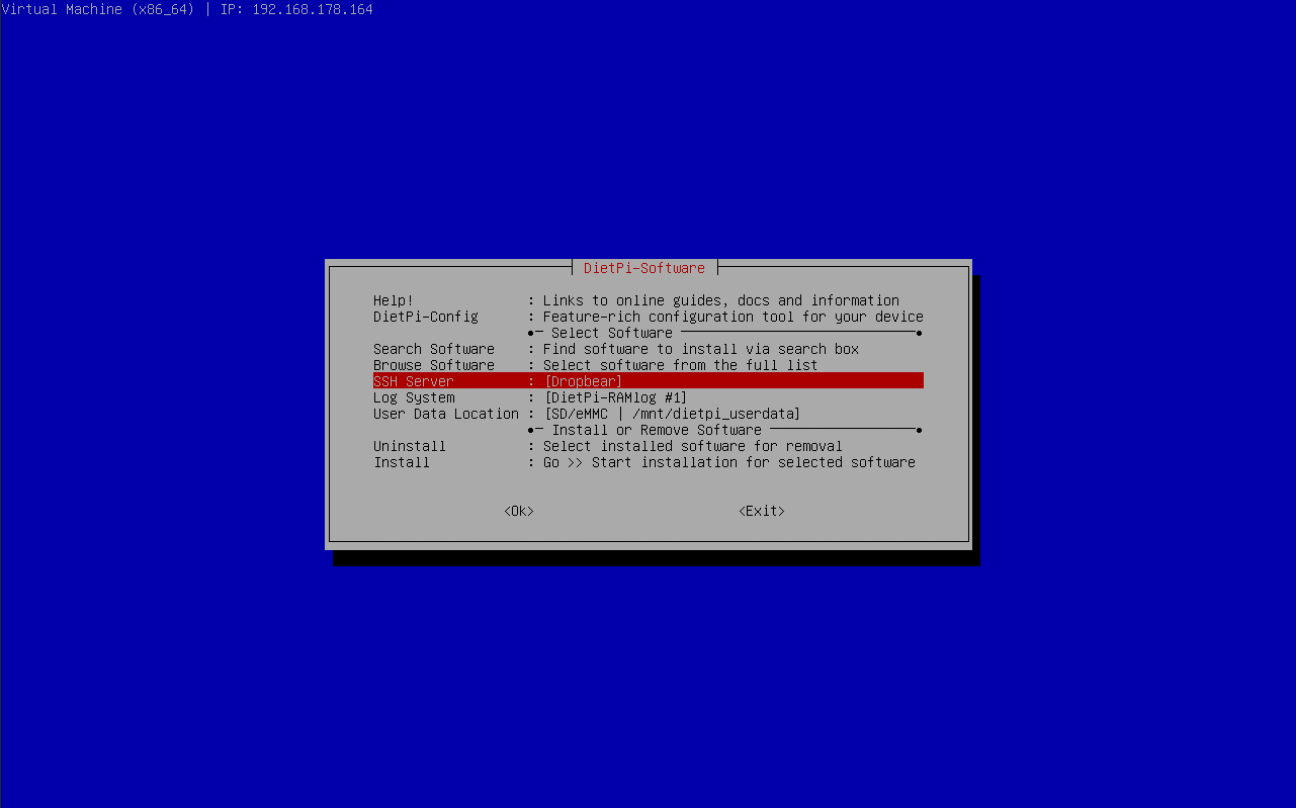 Virtual Machine (x86_64) | IP: 192.168.178.164
DietPi-Software
Help! : Links to online guides, docs and information
DietPi-Config : Feature-rich configuration tool for your device
●─ Select Software ─────────────────────────────●
Search Software : Find software to install via search box
Browse Software : Select software from the full list
SSH Server : [Dropbear]
Log System : [DietPi-RAMlog #1]
User Data Location : [SD/eMMC | /mnt/dietpi_userdata]
●─ Install or Remove Software ──────────────────●
Uninstall : Select installed software for removal
Install : Go >> Start installation for selected software
<Ok> <Exit>